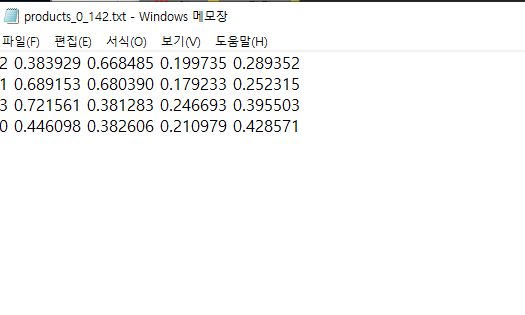 products_0_142.txt - Windows 메모장
파일(F) 편집(E) 서식(O) 보기(V) 도움말(H)
2 0.383929 0.668485 0.199735 0.289352
1 0.689153 0.680390 0.179233 0.252315
3 0.721561 0.381283 0.246693 0.395503
0 0.446098 0.382606 0.210979 0.428571